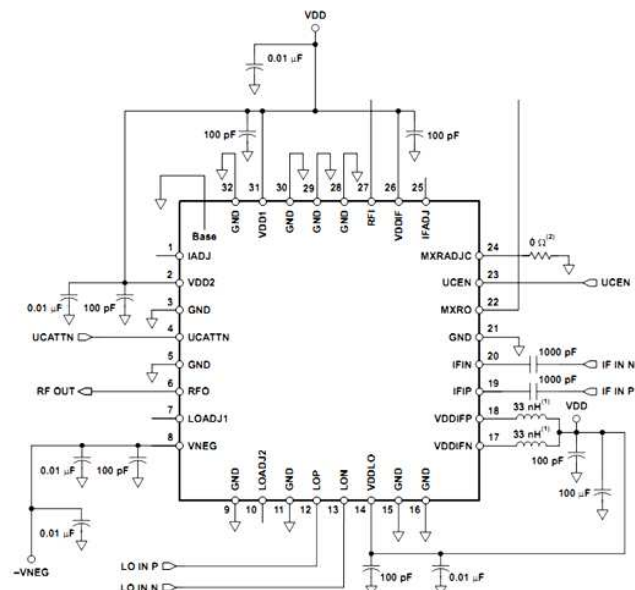 VDD
0.01 µF
100 pF
100 pF
32 31 30 29 28 27 26 25
GND VDD1 GND GND GND RFI VDDIF IFADJ
Base
1 IADJ
2 VDD2
3 GND
4 UCATTN
5 GND
6 RFO
7 LOADJ1
8 VNEG
0.01 µF
100 pF
UCATTN
RF OUT
0.01 µF
100 pF
0.01 µF
–VNEG
MXRADJC 24
UCEN 23
MXRO 22
GND 21
IFIN 20
IFIP 19
VDDIFP 18
VDDIFN 17
0 Ω(2)
UCEN
1000 pF
IF IN N
1000 pF
IF IN P
33 nH(1)
VDD
33 nH(1)
100 pF
100 µF
GND LOADJ2 GND LOP LON VDDLO GND GND
9 10 11 12 13 14 15 16
LO IN P
LO IN N
100 pF
0.01 µF